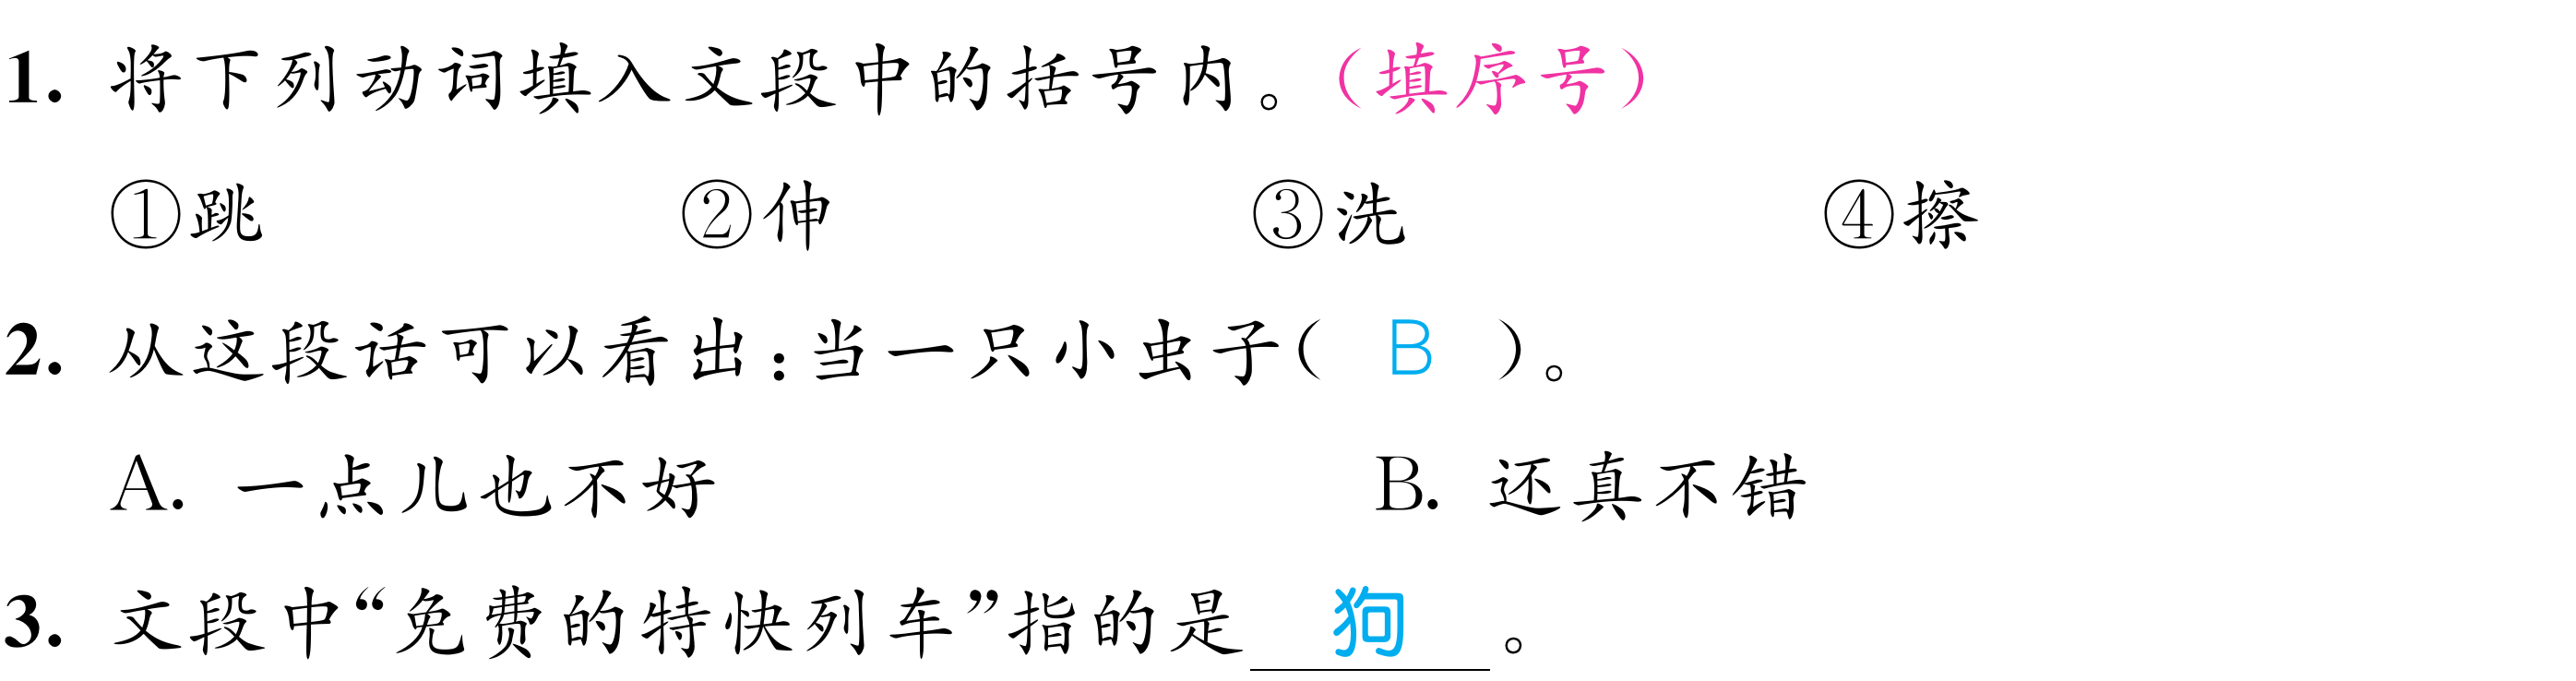 1. 将下列动词填入文段中的括号内。(填序号)
①跳 ②伸 ③洗 ④擦
2. 从这段话可以看出:当一只小虫子( B )。
A. 一点儿也不好 B. 还真不错
3. 文段中“免费的特快列车”指的是 狗 。